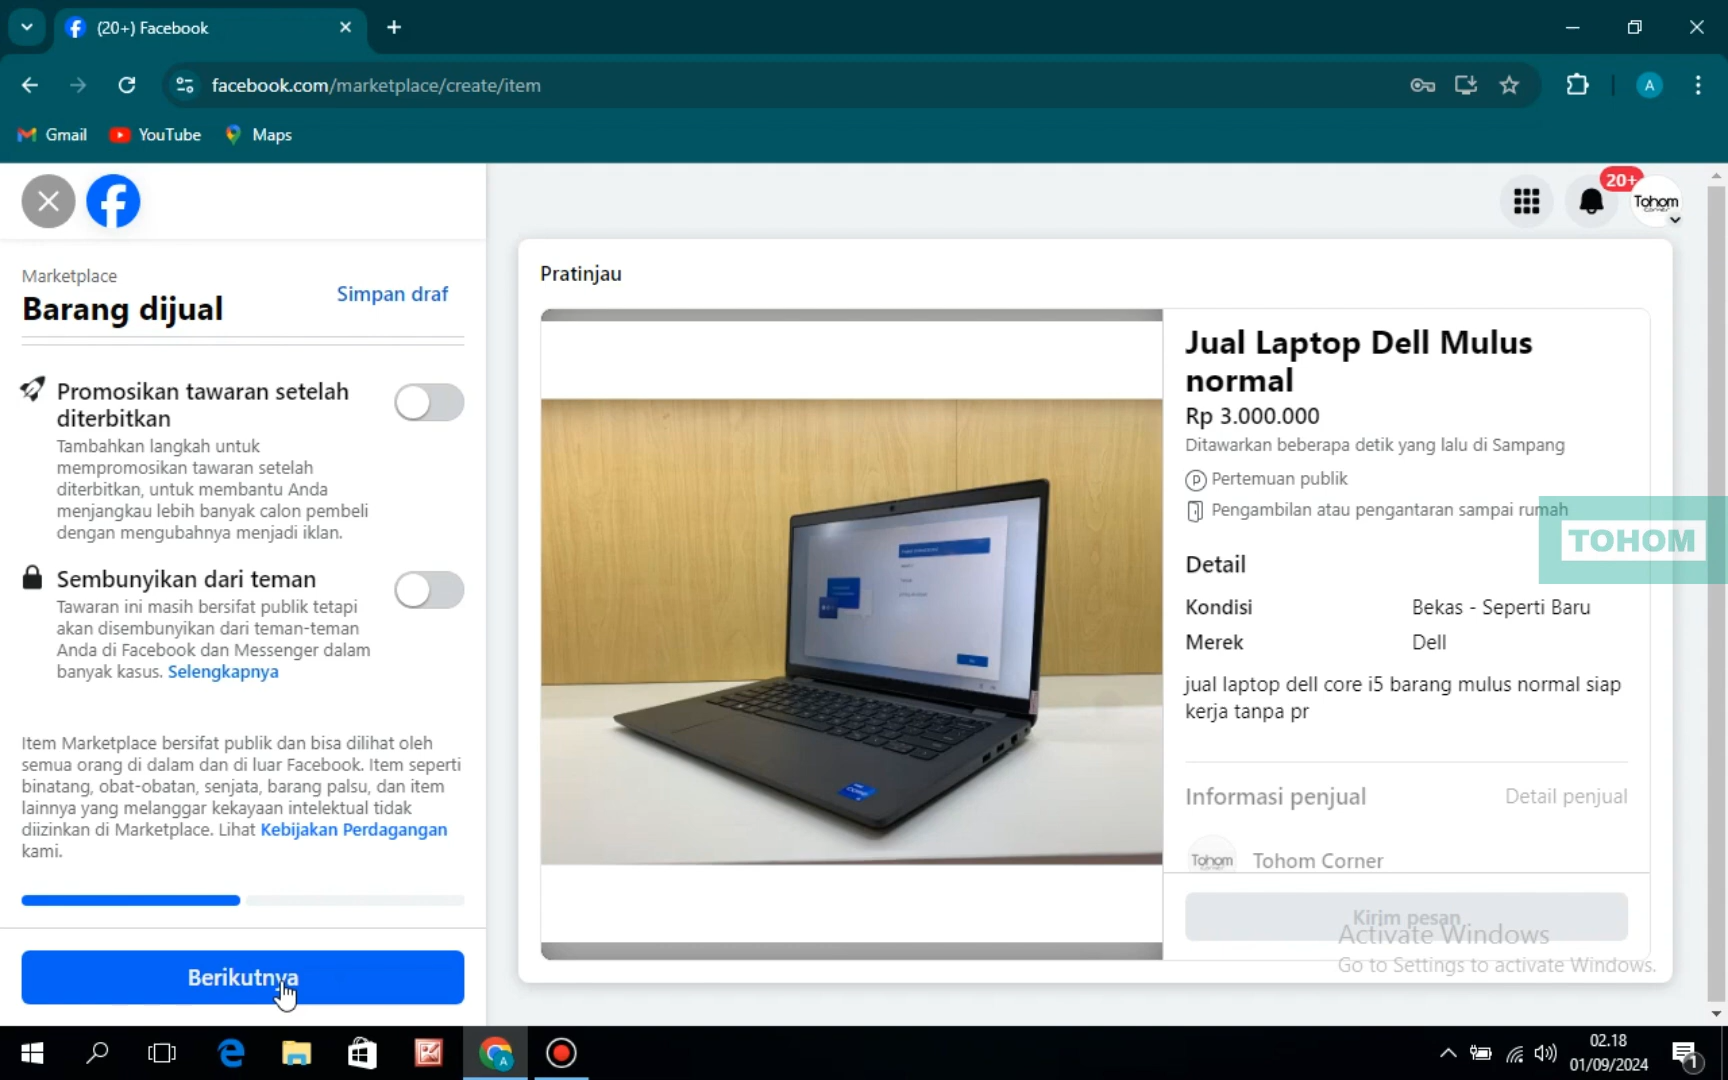 (20+) Facebook
facebook.com/marketplace/create/item
A
Gmail
YouTube
Maps
20+
Tohom
Corner
Marketplace
Barang dijual
Simpan draf
Promosikan tawaran setelah
diterbitkan
Tambahkan langkah untuk
mempromosikan tawaran setelah
diterbitkan, untuk membantu Anda
menjangkau lebih banyak calon pembeli
dengan mengubahnya menjadi iklan.
Sembunyikan dari teman
Tawaran ini masih bersifat publik tetapi
akan disembunyikan dari teman-teman
Anda di Facebook dan Messenger dalam
banyak kasus. Selengkapnya
Item Marketplace bersifat publik dan bisa dilihat oleh
semua orang di dalam dan di luar Facebook. Item seperti
binatang, obat-obatan, senjata, barang palsu, dan item
lainnya yang melanggar kekayaan intelektual tidak
diizinkan di Marketplace. Lihat Kebijakan Perdagangan
kami.
Berikutnya
Pratinjau
Jual Laptop Dell Mulus
normal
Rp 3.000.000
Ditawarkan beberapa detik yang lalu di Sampang
Pertemuan publik
Pengambilan atau pengantaran sampai rumah
TOHOM
Detail
Kondisi Bekas - Seperti Baru
Merek Dell
jual laptop dell core i5 barang mulus normal siap
kerja tanpa pr
Informasi penjual Detail penjual
Tohom Tohom Corner
Kirim pesan
Activate Windows
Go to Settings to activate Windows.
02.18
01/09/2024
1